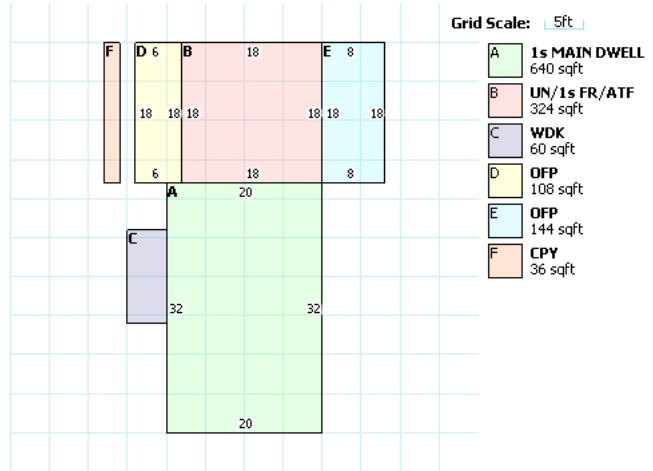 Grid Scale: 5ft
F D 6 B 18 E 8
18 18 18 18 18 18
6 18 8
A 20
C
32 32
20
A 1s MAIN DWELL
640 sqft
B UN/1s FR/ATF
324 sqft
C WDK
60 sqft
D OFP
108 sqft
E OFP
144 sqft
F CPY
36 sqft